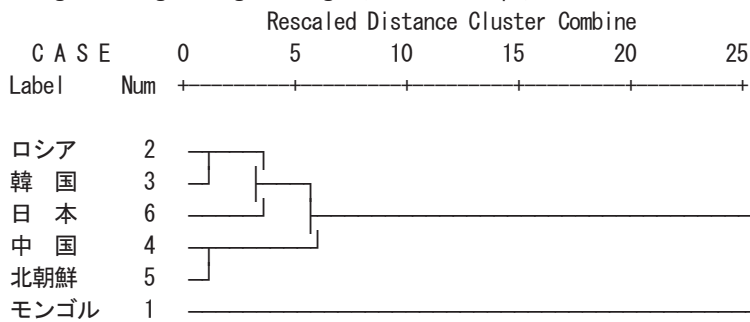 Rescaled Distance Cluster Combine
C A S E 0 5 10 15 20 25
Label Num
ロシア 2
韓 国 3
日 本 6
中 国 4
北朝鮮 5
モンゴル 1